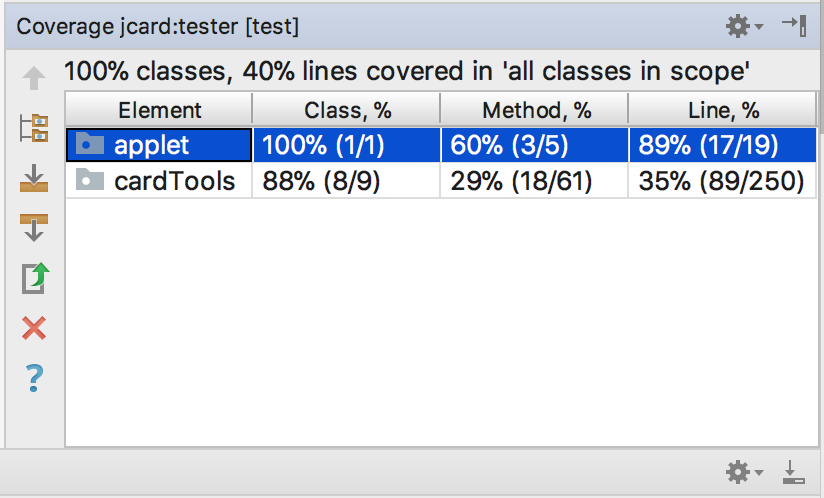 Coverage jcard:tester [test]
100% classes, 40% lines covered in 'all classes in scope'
Element Class, % Method, % Line, %
applet 100% (1/1) 60% (3/5) 89% (17/19)
cardTools 88% (8/9) 29% (18/61) 35% (89/250)
?